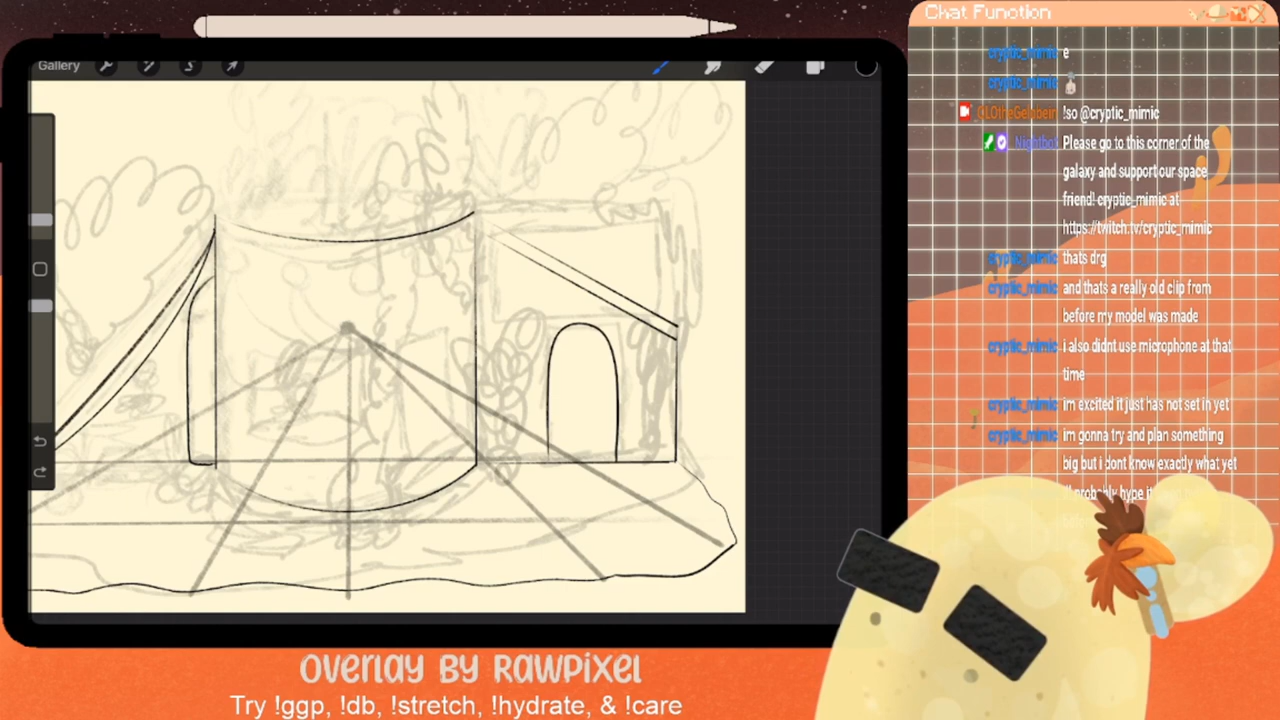 Chat Function
Gallery
cryptic_mimic e
cryptic_mimic
!so @cryptic_mimic
Nightbot Please go to this corner of the
galaxy and support our space
friend! cryptic_mimic at
https://twitch.tv/cryptic_mimic
cryptic_mimic thats drg
cryptic_mimic and thats a really old clip from
before my model was made
cryptic_mimic i also didnt use microphone at that
time
cryptic_mimic im excited it just has not set in yet
cryptic_mimic im gonna try and plan something
big but i dont know exactly what yet
probably hype it
OVERLAY BY RAWPIXEL
Try !ggp, !db, !stretch, !hydrate, & !care